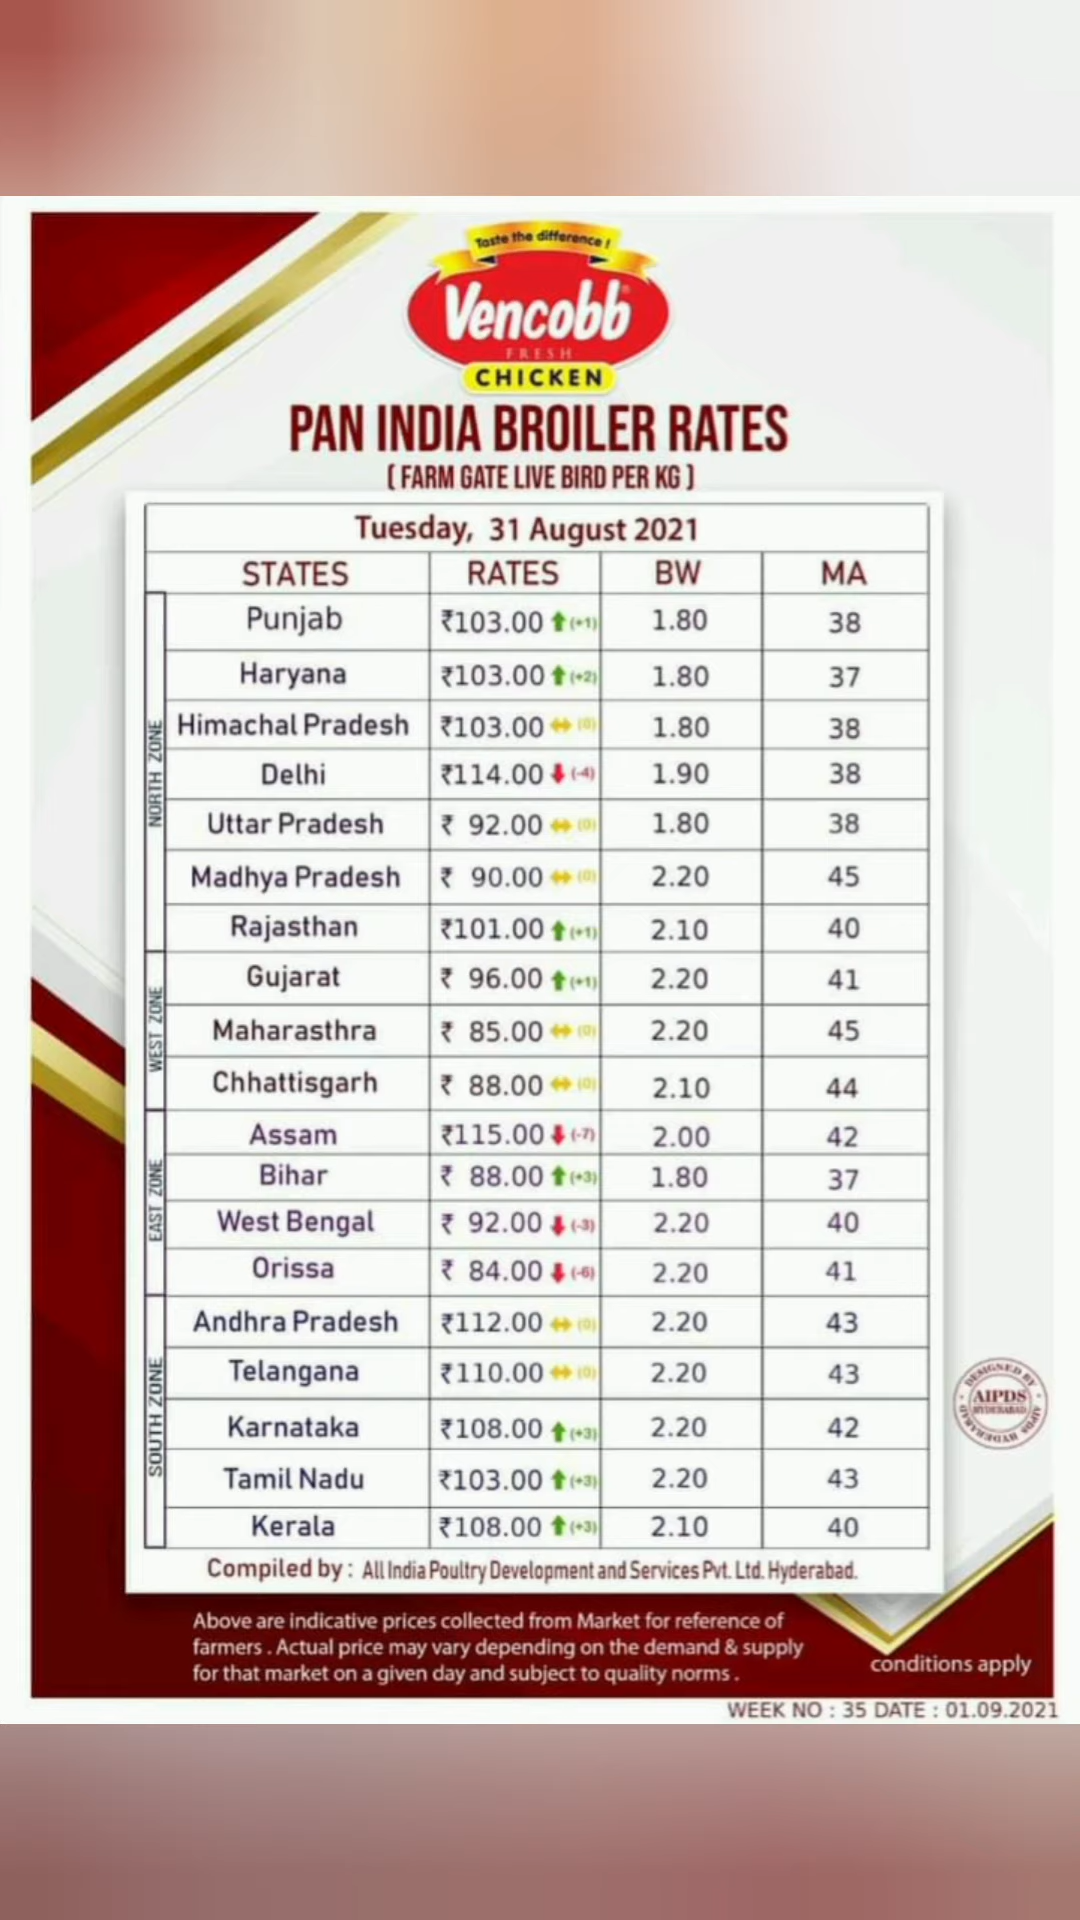 Taste the difference!
Vencobb
FRESH
CHICKEN
PAN INDIA BROILER RATES
( FARM GATE LIVE BIRD PER KG )
Tuesday, 31 August 2021
STATES RATES BW MA
NORTH ZONE
Punjab ₹103.00 (+1) 1.80 38
Haryana ₹103.00 (+2) 1.80 37
Himachal Pradesh ₹103.00 (0) 1.80 38
Delhi ₹114.00 (-4) 1.90 38
Uttar Pradesh ₹ 92.00 (0) 1.80 38
Madhya Pradesh ₹ 90.00 (0) 2.20 45
Rajasthan ₹101.00 (+1) 2.10 40
WEST ZONE
Gujarat ₹ 96.00 (+1) 2.20 41
Maharasthra ₹ 85.00 (0) 2.20 45
Chhattisgarh ₹ 88.00 (0) 2.10 44
EAST ZONE
Assam ₹115.00 (-7) 2.00 42
Bihar ₹ 88.00 (+3) 1.80 37
West Bengal ₹ 92.00 (-3) 2.20 40
Orissa ₹ 84.00 (-6) 2.20 41
SOUTH ZONE
Andhra Pradesh ₹112.00 (0) 2.20 43
Telangana ₹110.00 (0) 2.20 43
Karnataka ₹108.00 (+3) 2.20 42
Tamil Nadu ₹103.00 (+3) 2.20 43
Kerala ₹108.00 (+3) 2.10 40
DESIGNED BY
AIPDS
HYDERABAD
AIPDS HYDERABAD
Compiled by : All India Poultry Development and Services Pvt. Ltd. Hyderabad.
Above are indicative prices collected from Market for reference of
farmers . Actual price may vary depending on the demand & supply
for that market on a given day and subject to quality norms .
conditions apply
WEEK NO : 35 DATE : 01.09.2021